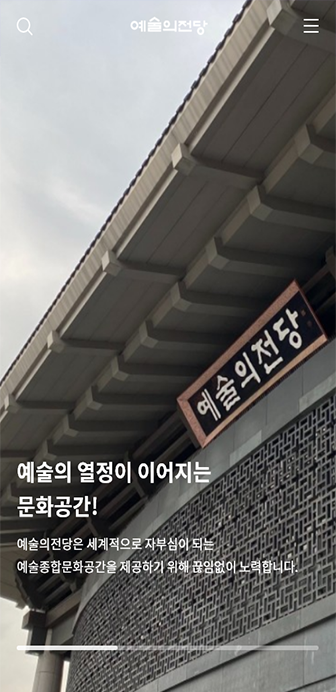 예술의전당
예술의전당
예술의 열정이 이어지는
문화공간!
예술의전당은 세계적으로 자부심이 되는
예술종합문화공간을 제공하기 위해 끊임없이 노력합니다.